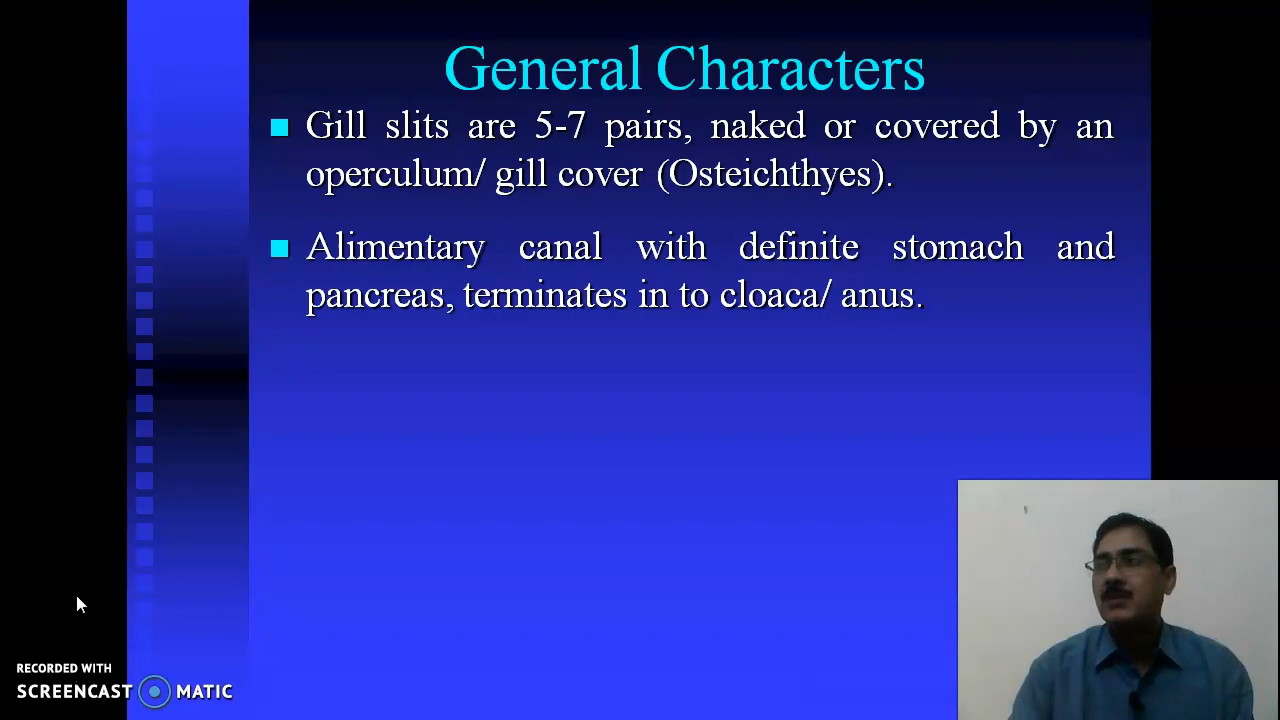 General Characters
Gill slits are 5-7 pairs, naked or covered by an
operculum/ gill cover (Osteichthyes).
Alimentary canal with definite stomach and
pancreas, terminates in to cloaca/ anus.
RECORDED WITH
SCREENCAST MATIC